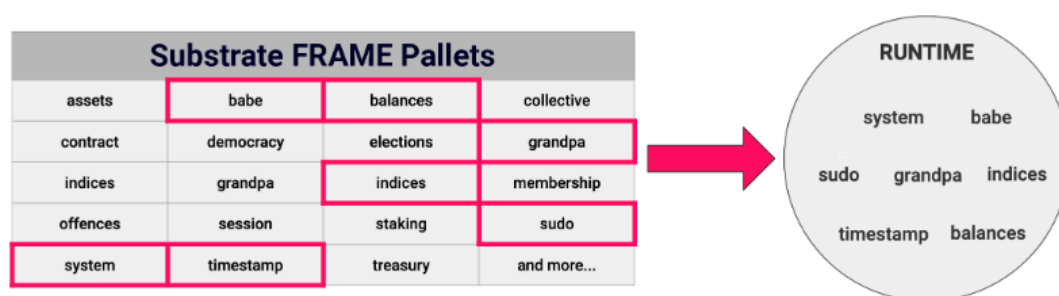 Substrate FRAME Pallets
assets babe balances collective
contract democracy elections grandpa
indices grandpa indices membership
offences session staking sudo
system timestamp treasury and more...
RUNTIME
system babe
sudo grandpa indices
timestamp balances